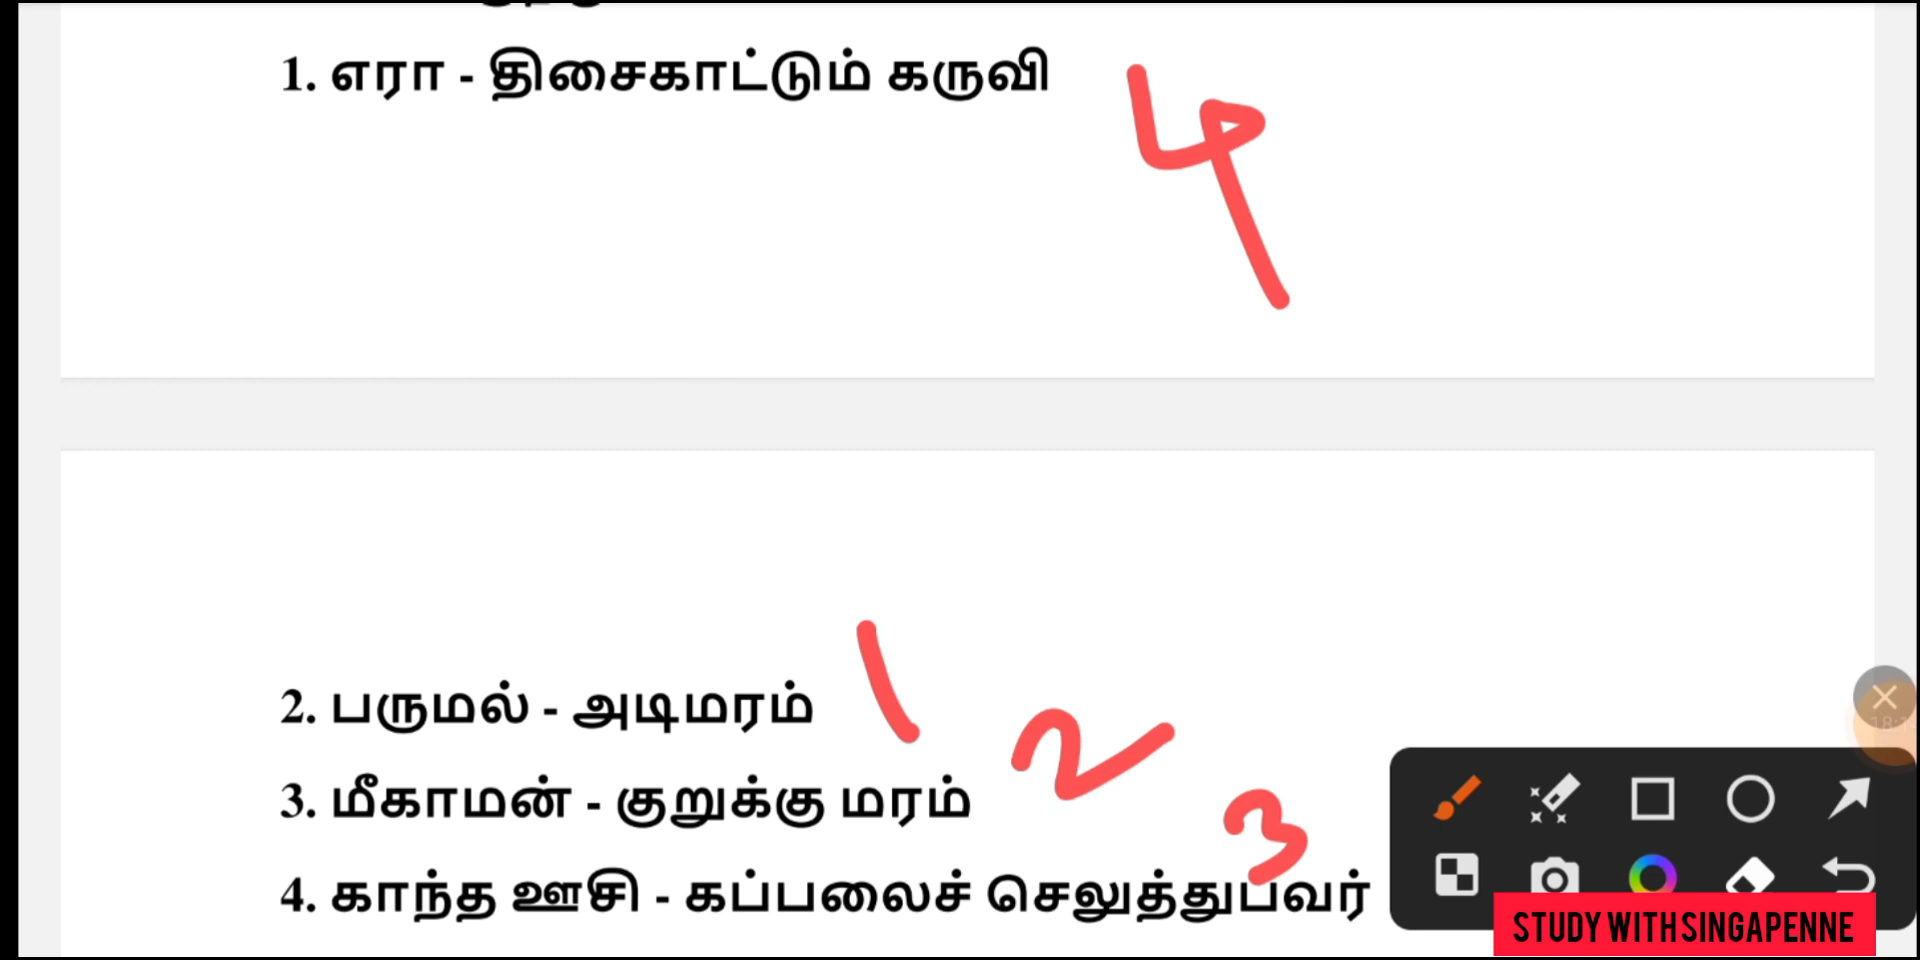 1. எரா - திசைகாட்டும் கருவி 4
2. பருமல் - அடிமரம் 1
3. மீகாமன் - குறுக்கு மரம் 2
4. காந்த ஊசி - கப்பலைச் செலுத்துபவர் 3
STUDY WITH SINGAPENNE